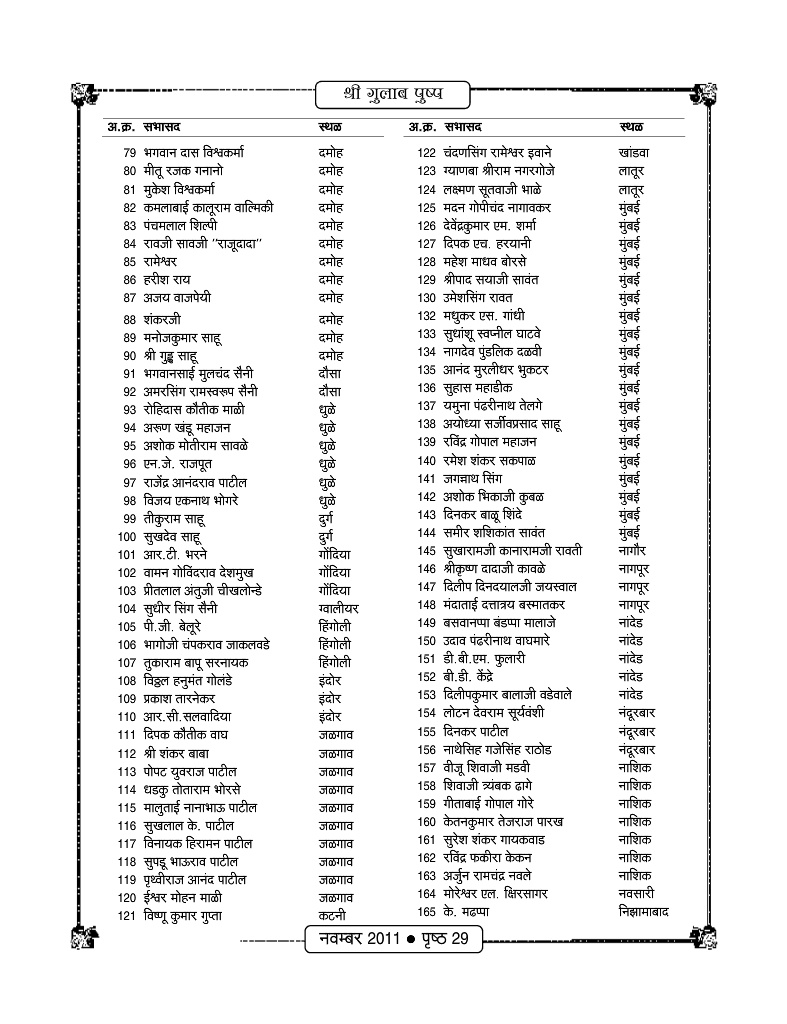 श्री गुलाब पुष्प
अ.क्र. सभासद स्थळ
79 भगवान दास विश्वकर्मा दमोह
80 मीतू रजक गनानो दमोह
81 मुकेश विश्वकर्मा दमोह
82 कमलाबाई कालूराम वाल्मिकी दमोह
83 पंचमलाल शिल्पी दमोह
84 रावजी सावजी "राजूदादा" दमोह
85 रामेश्वर दमोह
86 हरीश राय दमोह
87 अजय वाजपेयी दमोह
88 शंकरजी दमोह
89 मनोजकुमार साहू दमोह
90 श्री गुड्डू साहू दमोह
91 भगवानसाई मुलचंद सैनी दौसा
92 अमरसिंग रामस्वरूप सैनी दौसा
93 रोहिदास कौतीक माळी धुळे
94 अरूण खंडू महाजन धुळे
95 अशोक मोतीराम सावळे धुळे
96 एन.जे. राजपूत धुळे
97 राजेंद्र आनंदराव पाटील धुळे
98 विजय एकनाथ भोगरे धुळे
99 तीकुराम साहू दुर्ग
100 सुखदेव साहू दुर्ग
101 आर.टी. भरने गोंदिया
102 वामन गोविंदराव देशमुख गोंदिया
103 प्रीतलाल अंतुजी चीखलोन्डे गोंदिया
104 सुधीर सिंग सैनी ग्वालीयर
105 पी.जी. बेलूरे हिंगोली
106 भागोजी चंपकराव जाकलवडे हिंगोली
107 तुकाराम बापू सरनायक हिंगोली
108 विठ्ठल हनुमंत गोलंडे इंदोर
109 प्रकाश तारनेकर इंदोर
110 आर.सी.सलवादिया इंदोर
111 दिपक कौतीक वाघ जळगाव
112 श्री शंकर बाबा जळगाव
113 पोपट युवराज पाटील जळगाव
114 धडकु तोताराम भोरसे जळगाव
115 मालुताई नानाभाऊ पाटील जळगाव
116 सुखलाल के. पाटील जळगाव
117 विनायक हिरामन पाटील जळगाव
118 सुपडू भाऊराव पाटील जळगाव
119 पृथ्वीराज आनंद पाटील जळगाव
120 ईश्वर मोहन माळी जळगाव
121 विष्णू कुमार गुप्ता कटनी
अ.क्र. सभासद स्थळ
122 चंदणसिंग रामेश्वर इवाने खांडवा
123 ग्याणबा श्रीराम नगरगोजे लातूर
124 लक्ष्मण सूतवाजी भाळे लातूर
125 मदन गोपीचंद नागावकर मुंबई
126 देवेंद्रकुमार एम. शर्मा मुंबई
127 दिपक एच. हरयानी मुंबई
128 महेश माधव बोरसे मुंबई
129 श्रीपाद सयाजी सावंत मुंबई
130 उमेशसिंग रावत मुंबई
132 मधुकर एस. गांधी मुंबई
133 सुधांशू स्वप्नील घाटवे मुंबई
134 नागदेव पुंडलिक दळवी मुंबई
135 आनंद मुरलीधर भुकटर मुंबई
136 सुहास महाडीक मुंबई
137 यमुना पंढरीनाथ तेलगे मुंबई
138 अयोध्या सर्जीवप्रसाद साहू मुंबई
139 रविंद्र गोपाल महाजन मुंबई
140 रमेश शंकर सकपाळ मुंबई
141 जगन्नाथ सिंग मुंबई
142 अशोक भिकाजी कुबळ मुंबई
143 दिनकर बाळू शिंदे मुंबई
144 समीर शशिकांत सावंत मुंबई
145 सुखारामजी कानारामजी रावती नागौर
146 श्रीकृष्ण दादाजी कावळे नागपूर
147 दिलीप दिनदयालजी जयस्वाल नागपूर
148 मंदाताई दत्तात्रय बस्मातकर नागपूर
149 बसवानप्पा बंडप्पा मालाजे नांदेड
150 उदाव पंढरीनाथ वाघमारे नांदेड
151 डी.बी.एम. फुलारी नांदेड
152 बी.डी. केंद्रे नांदेड
153 दिलीपकुमार बालाजी वडेवाले नांदेड
154 लोटन देवराम सूर्यवंशी नंदूरबार
155 दिनकर पाटील नंदूरबार
156 नाथेसिह गजेसिंह राठोड नंदूरबार
157 वीजू शिवाजी मडवी नाशिक
158 शिवाजी त्र्यंबक ढागे नाशिक
159 गीताबाई गोपाल गोरे नाशिक
160 केतनकुमार तेजराज पारख नाशिक
161 सुरेश शंकर गायकवाड नाशिक
162 रविंद्र फकीरा केकन नाशिक
163 अर्जुन रामचंद्र नवले नाशिक
164 मोरेश्वर एल. क्षिरसागर नवसारी
165 के. मढप्पा निझामाबाद
नवम्बर 2011 ● पृष्ठ 29